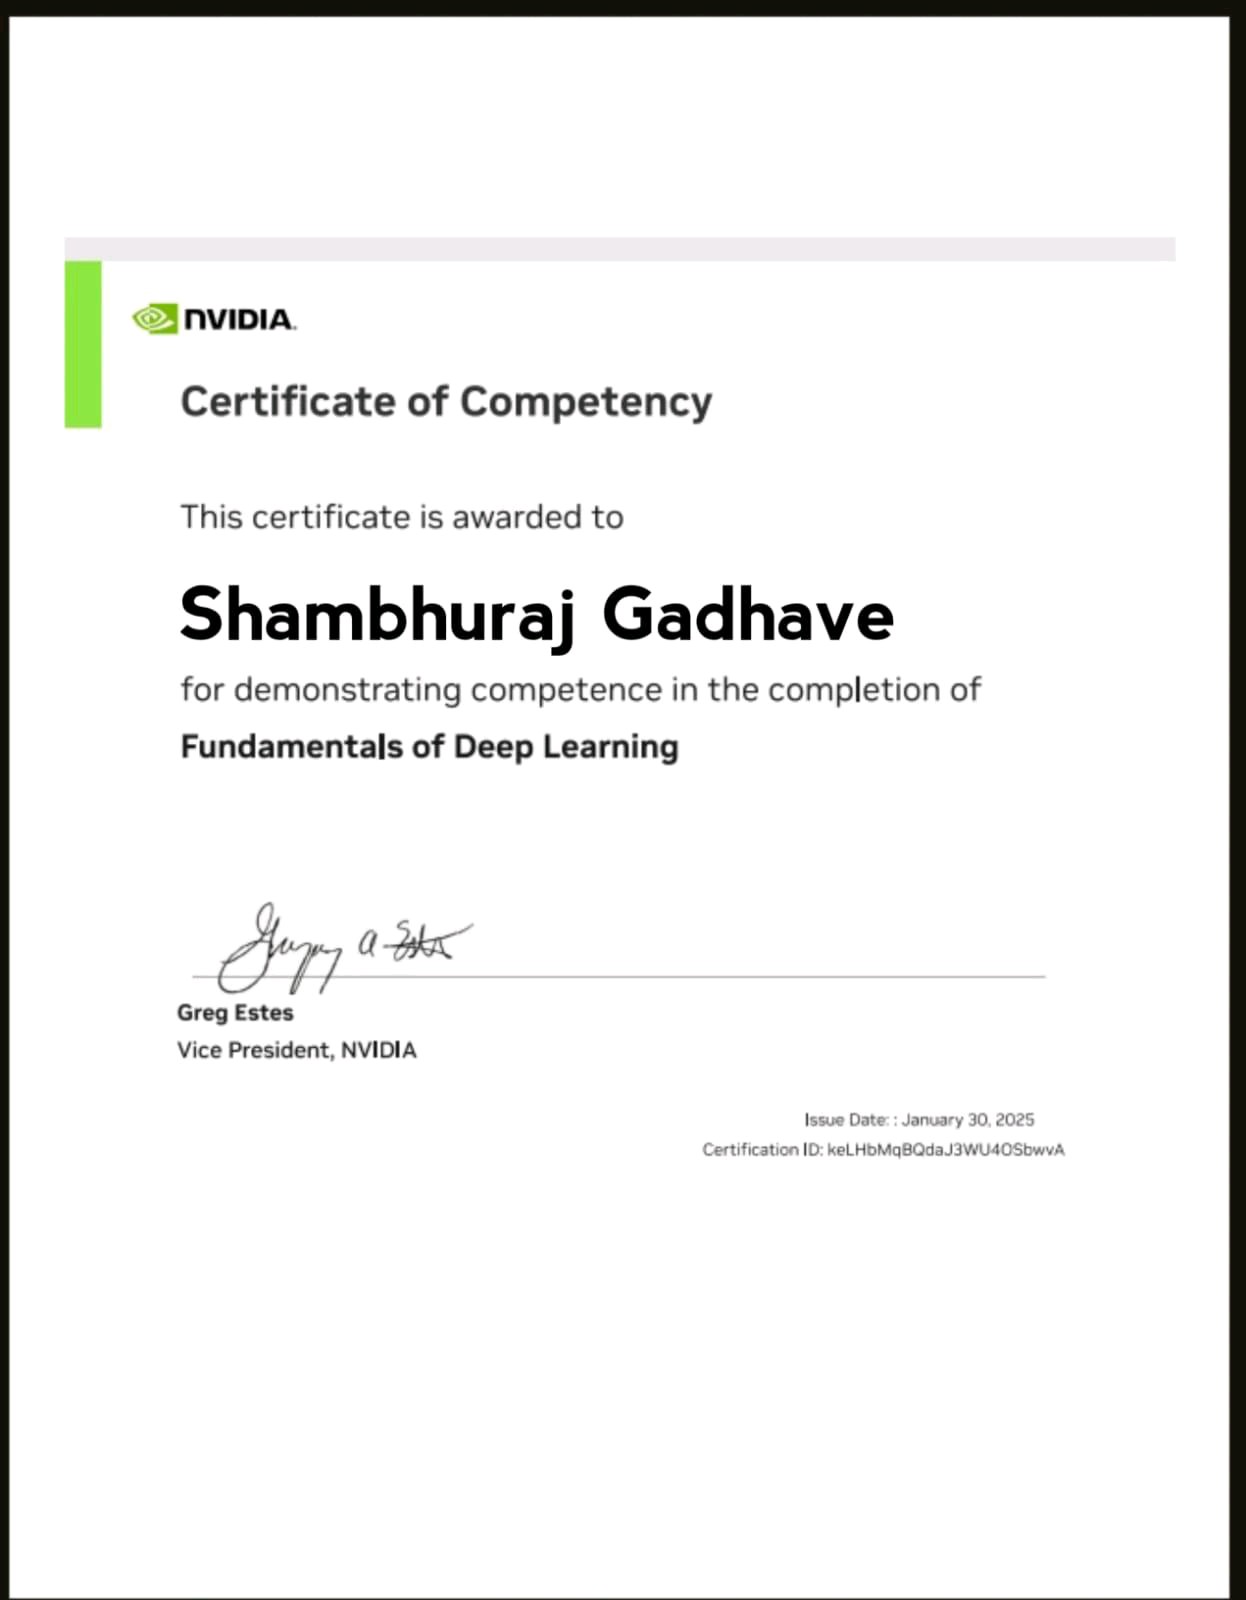 NVIDIA.
Certificate of Competency
This certificate is awarded to
Shambhuraj Gadhave
for demonstrating competence in the completion of
Fundamentals of Deep Learning
Gregory A Estes
Greg Estes
Vice President, NVIDIA
Issue Date: : January 30, 2025
Certification ID: keLHbMqBQdaJ3WU4OSbwvA